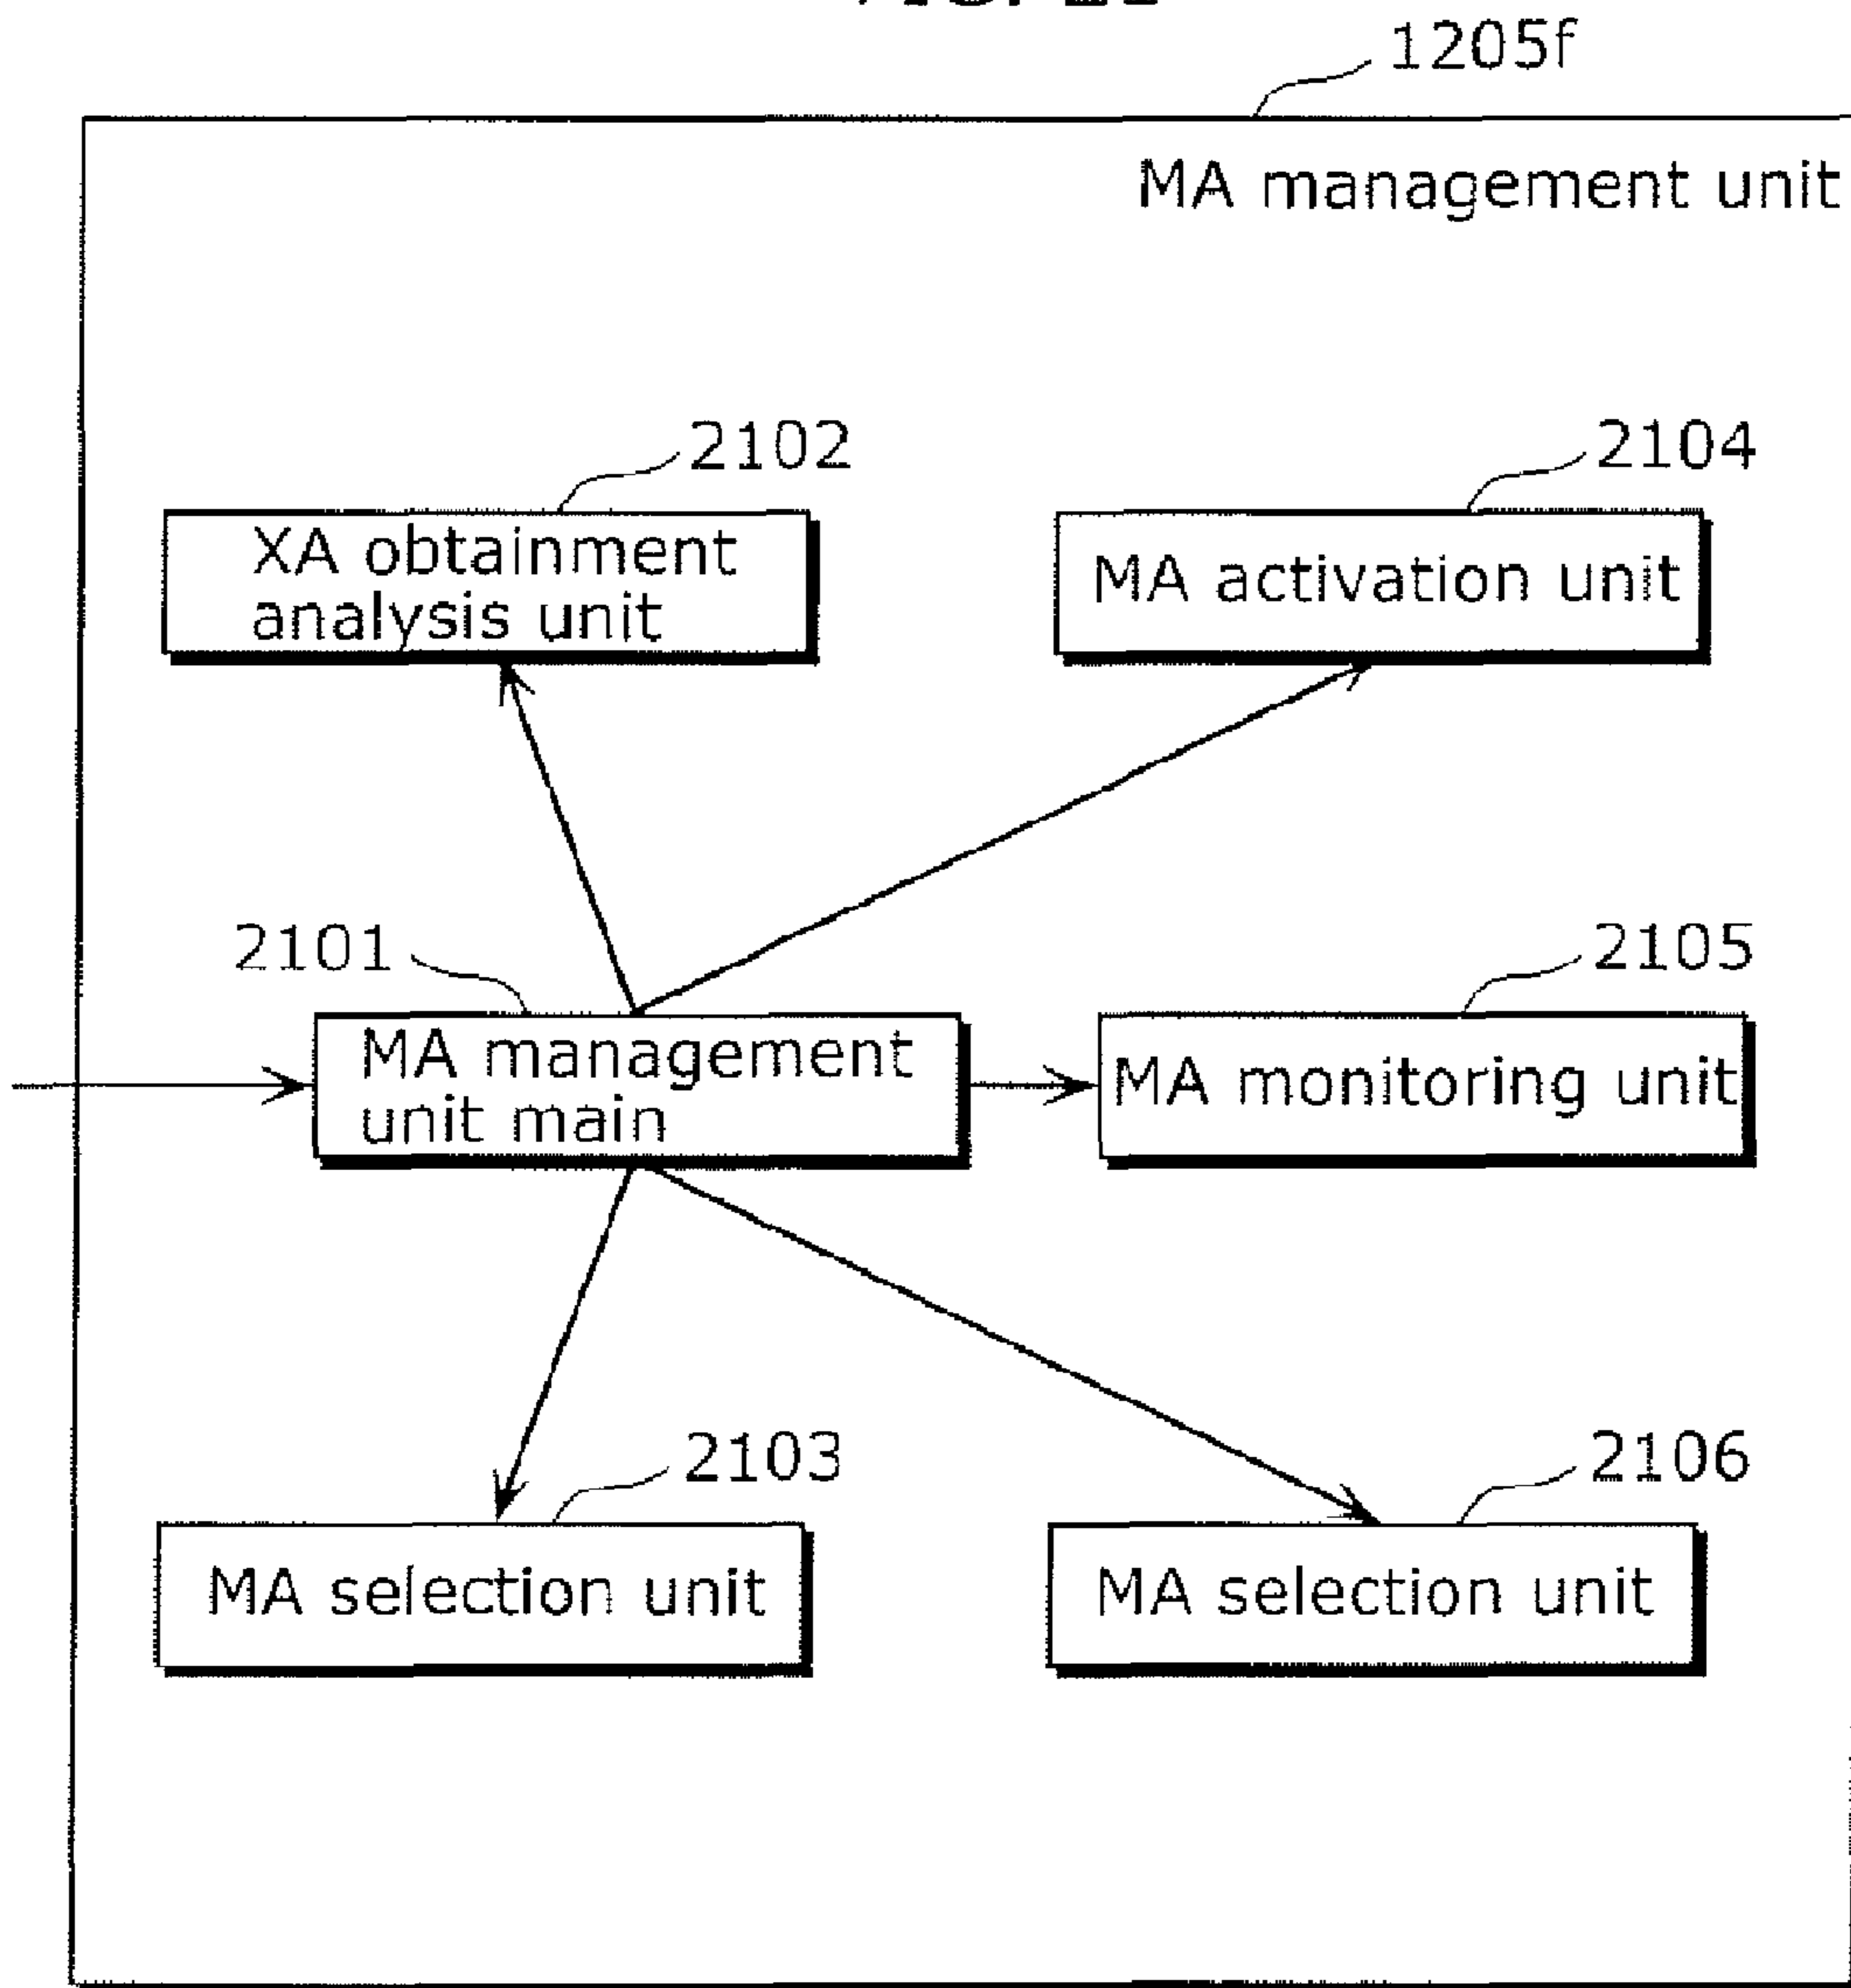 1205f
MA management unit
2102
2104
XA obtainment
analysis unit
MA activation unit
2101
2105
MA management
unit main
MA monitoring unit
2103
2106
MA selection unit
MA selection unit